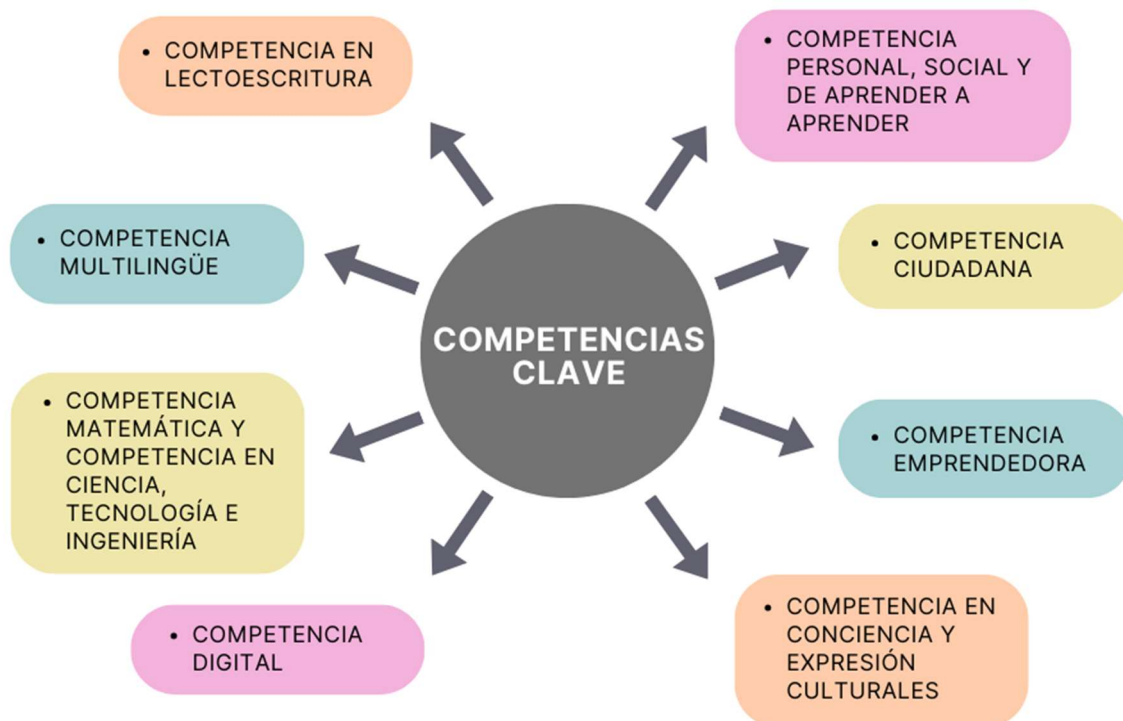 • COMPETENCIA EN
LECTOESCRITURA
• COMPETENCIA
MULTILINGÜE
• COMPETENCIA
MATEMÁTICA Y
COMPETENCIA EN
CIENCIA,
TECNOLOGÍA E
INGENIERÍA
• COMPETENCIA
DIGITAL
COMPETENCIAS
CLAVE
• COMPETENCIA
PERSONAL, SOCIAL Y
DE APRENDER A
APRENDER
• COMPETENCIA
CIUDADANA
• COMPETENCIA
EMPRENDEDORA
• COMPETENCIA EN
CONCIENCIA Y
EXPRESIÓN
CULTURALES